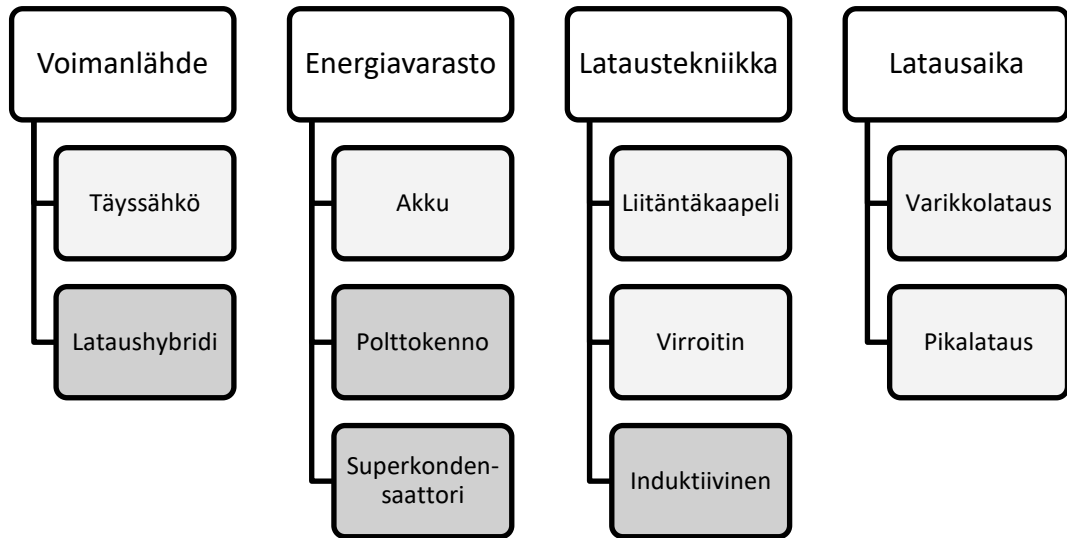 Voimanlähde
Täyssähkö
Lataushybridi
Energiavarasto
Akku
Polttokenno
Superkonden-
saattori
Lataustekniikka
Liitäntäkaapeli
Virroitin
Induktiivinen
Latausaika
Varikkolataus
Pikalataus